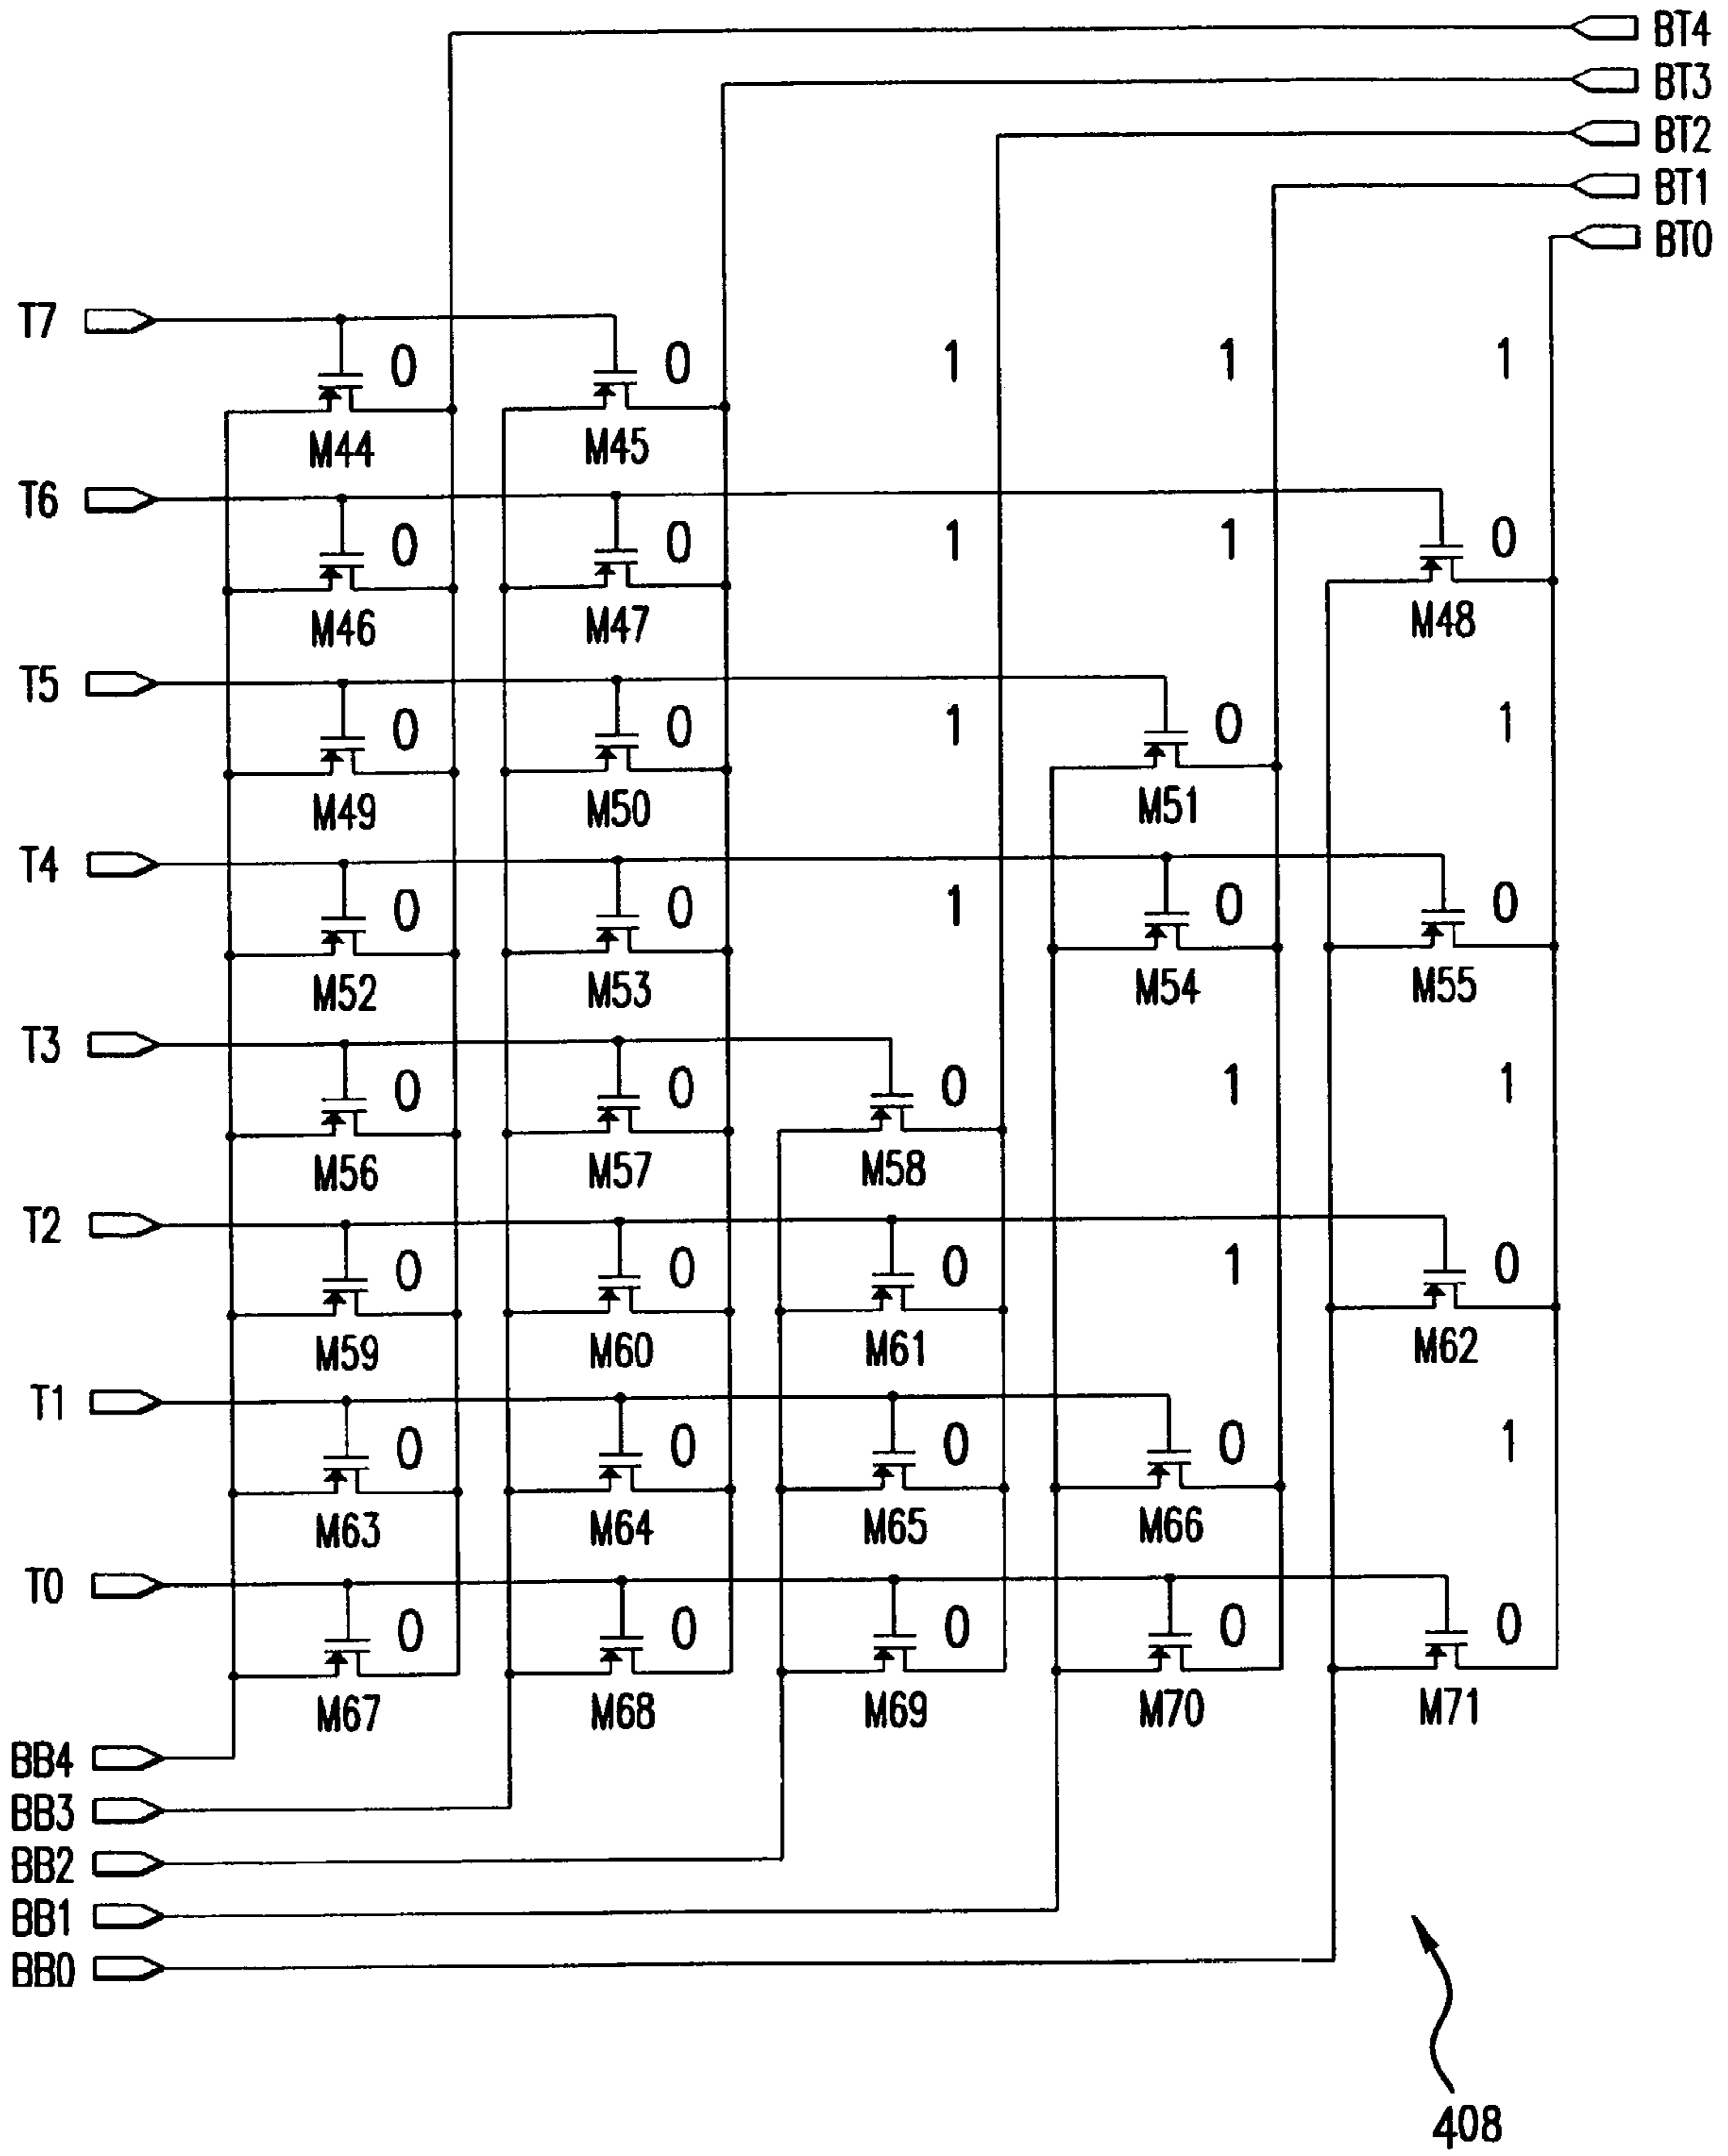 BT4
BT3
BT2
BT1
BT0
T7
0 0 1 1 1
M44 M45
T6
0 0 1 1 0
M46 M47 M48
T5
0 0 1 0 1
M49 M50 M51
T4
0 0 1 0 0
M52 M53 M54 M55
T3
0 0 0 1 1
M56 M57 M58
T2
0 0 0 1 0
M59 M60 M61 M62
T1
0 0 0 0 1
M63 M64 M65 M66
T0
0 0 0 0 0
M67 M68 M69 M70 M71
BB4
BB3
BB2
BB1
BB0
408